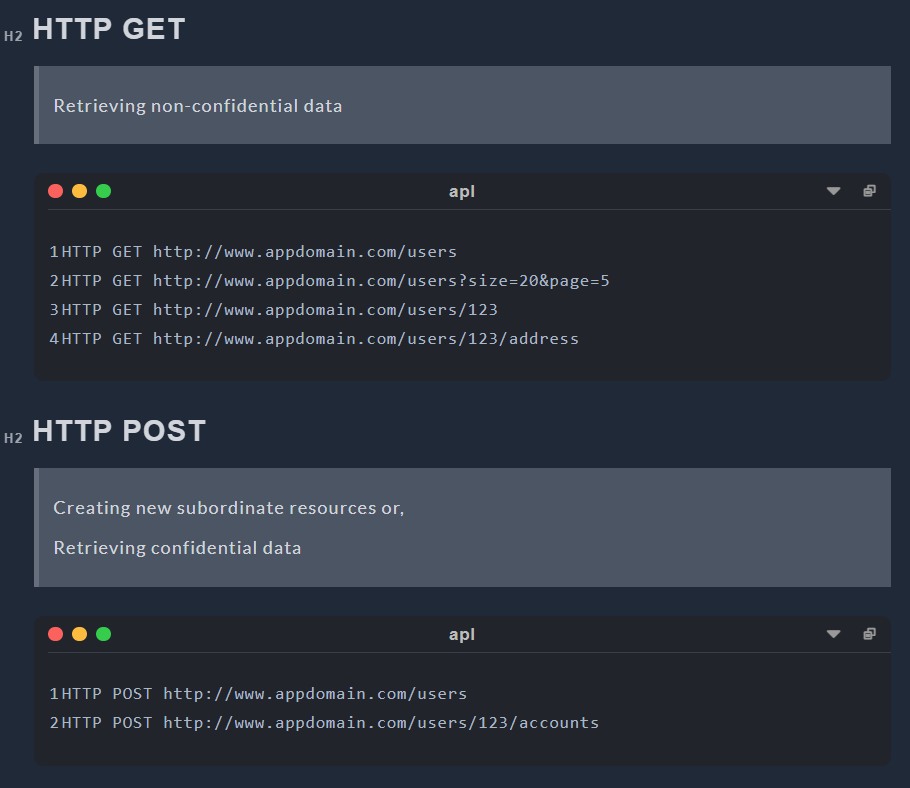 H2 HTTP GET
Retrieving non-confidential data
apl
1HTTP GET http://www.appdomain.com/users
2HTTP GET http://www.appdomain.com/users?size=20&page=5
3HTTP GET http://www.appdomain.com/users/123
4HTTP GET http://www.appdomain.com/users/123/address
H2 HTTP POST
Creating new subordinate resources or,
Retrieving confidential data
apl
1HTTP POST http://www.appdomain.com/users
2HTTP POST http://www.appdomain.com/users/123/accounts